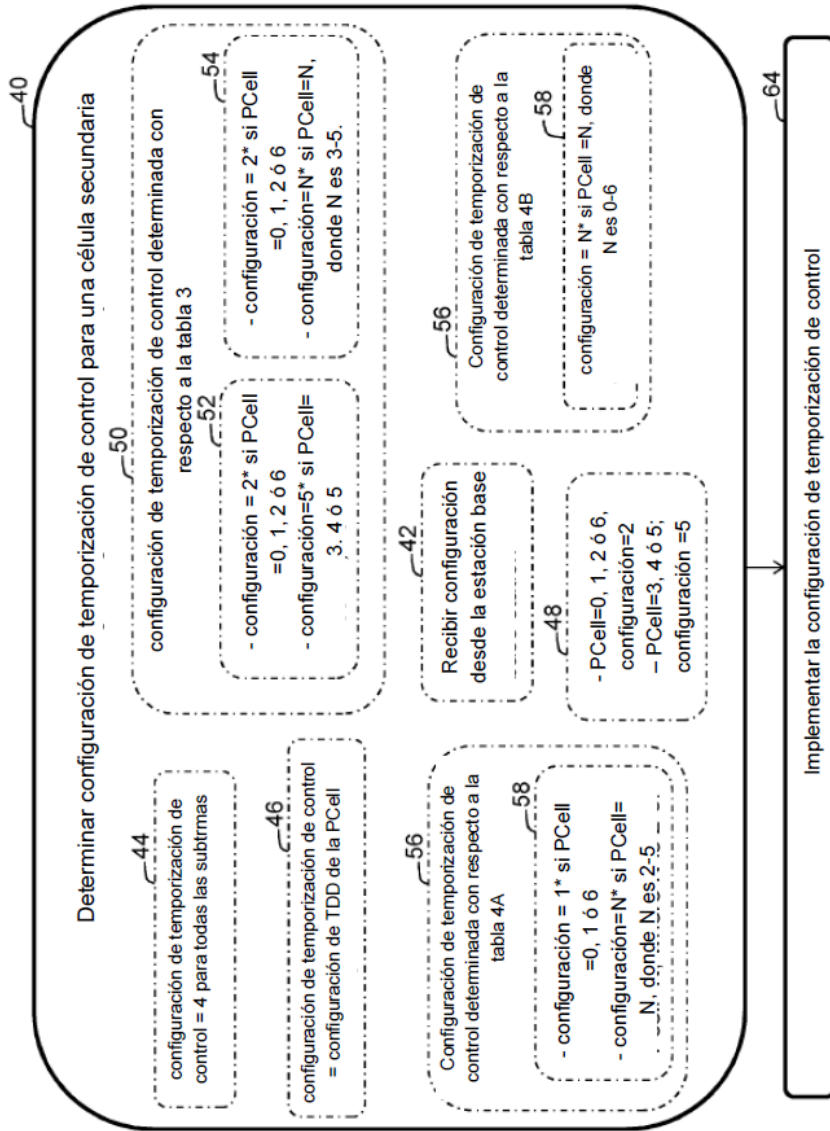 40
Determinar configuración de temporización de control para una célula secundaria
44
configuración de temporización de
control = 4 para todas las subtrmas
46
configuración de temporización de control
= configuración de TDD de la PCell
56
Configuración de temporización de
control determinada con respecto a la
tabla 4A
58
- configuración = 1* si PCell
=0, 1 ó 6
- configuración=N* si PCell=
N, donde N es 2-5
50
configuración de temporización de control determinada con
respecto a la tabla 3
52
- configuración = 2* si PCell
=0, 1, 2 ó 6
- configuración=5* si PCell=
3. 4 ó 5
54
- configuración = 2* si PCell
=0, 1, 2 ó 6
- configuración=N* si PCell=N,
donde N es 3-5.
42
Recibir configuración
desde la estación base
48
- PCell=0, 1, 2 ó 6,
configuración=2
– PCell=3, 4 ó 5;
configuración =5
56
Configuración de temporización de
control determinada con respecto a la
tabla 4B
58
configuración = N* si PCell =N, donde
N es 0-6
64
Implementar la configuración de temporización de control